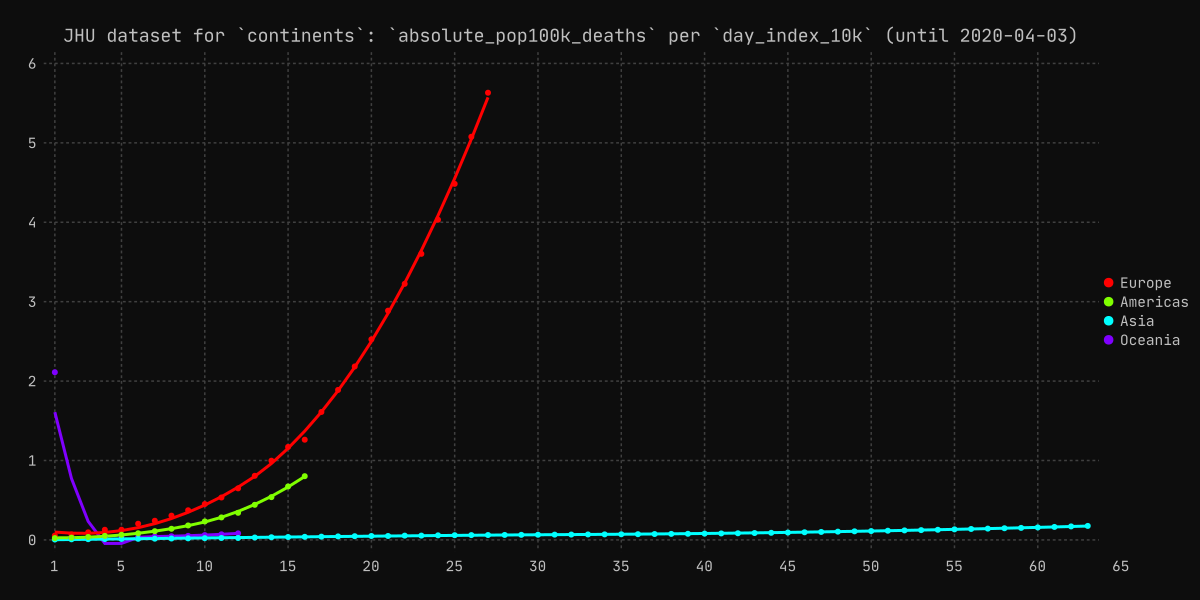 JHU dataset for `continents`: `absolute_pop100k_deaths` per `day_index_10k` (until 2020-04-03)
6
5
4
3
2
1
0
Europe
Americas
Asia
Oceania
1 5 10 15 20 25 30 35 40 45 50 55 60 65